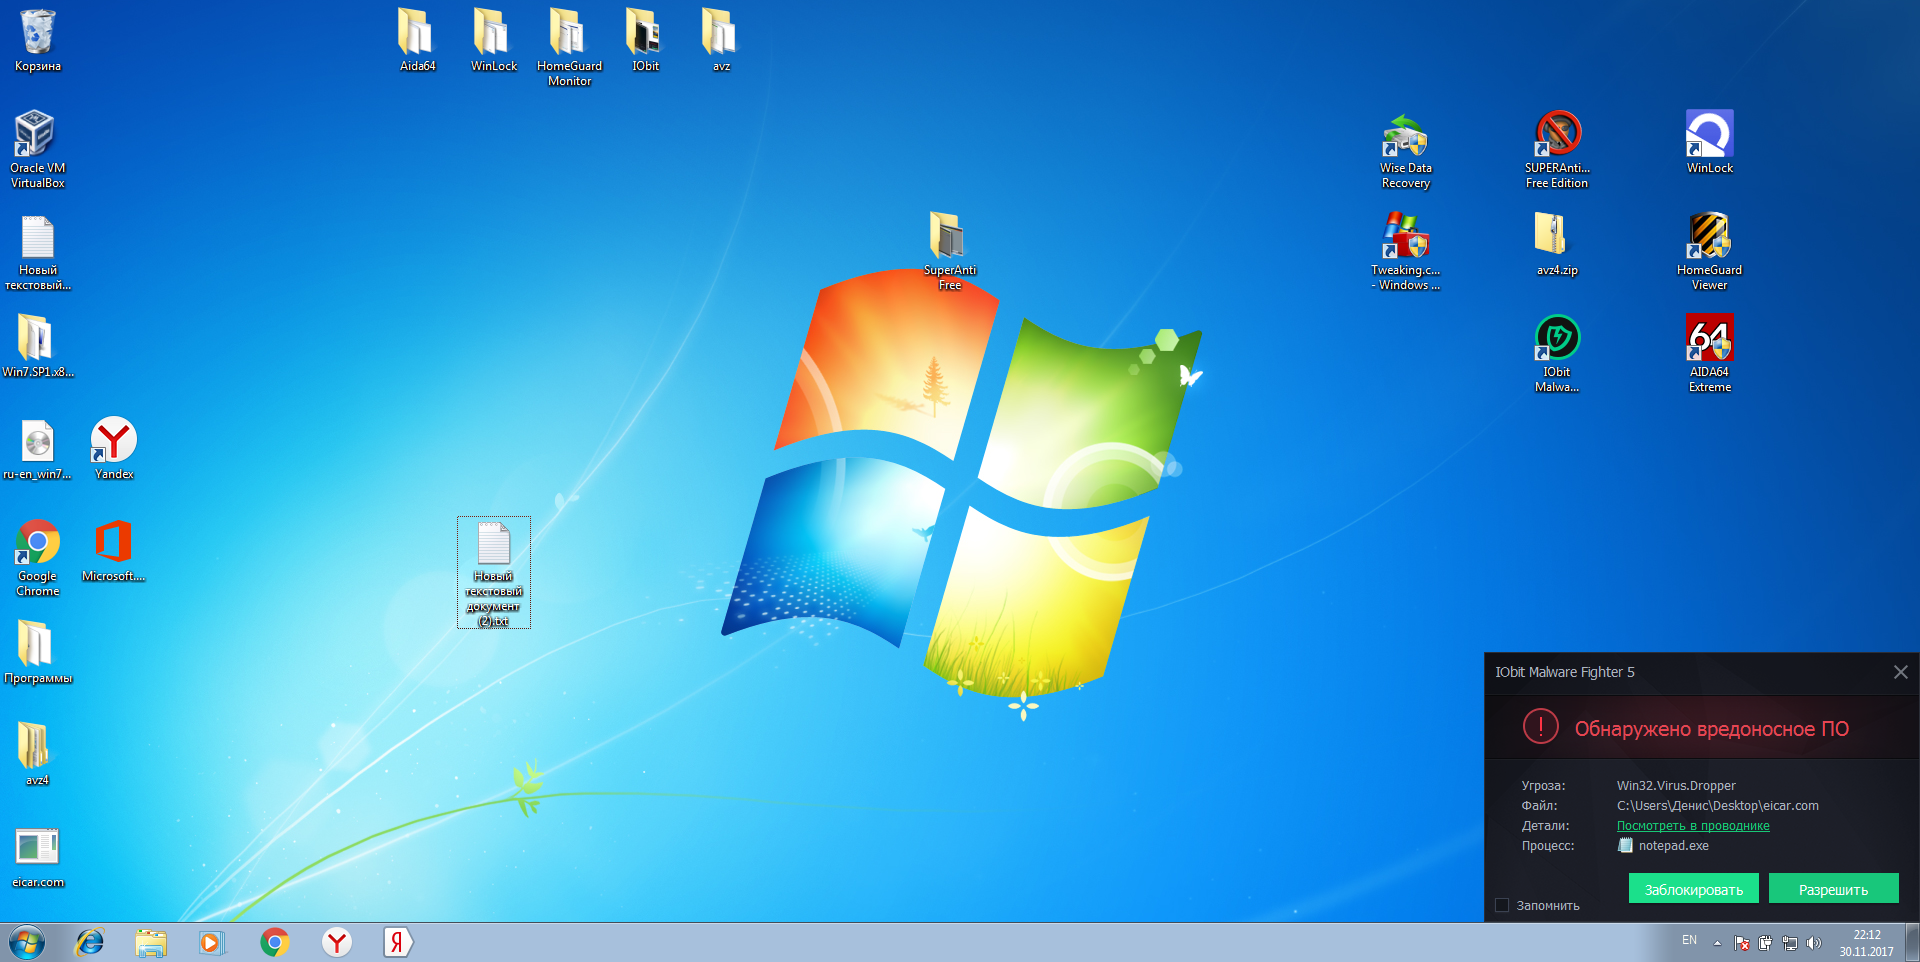 Корзина
Aida64
WinLock
HomeGuard
Monitor
IObit
avz
Oracle VM
VirtualBox
Wise Data
Recovery
SUPERAnti...
Free Edition
WinLock
Новый
текстовый...
SuperAnti
Free
Tweaking.c...
- Windows ...
avz4.zip
HomeGuard
Viewer
Win7.SP1.x8...
IObit
Malwa...
64
AIDA64
Extreme
ru-en_win7...
Yandex
Google
Chrome
Microsoft....
Новый
текстовый
документ
(2).txt
Программы
avz4
eicar.com
IObit Malware Fighter 5
Обнаружено вредоносное ПО
Угроза: Win32.Virus.Dropper
Файл: C:\Users\Денис\Desktop\eicar.com
Детали: Посмотреть в проводнике
Процесс: notepad.exe
Заблокировать
Разрешить
Запомнить
Я
EN
22:12
30.11.2017